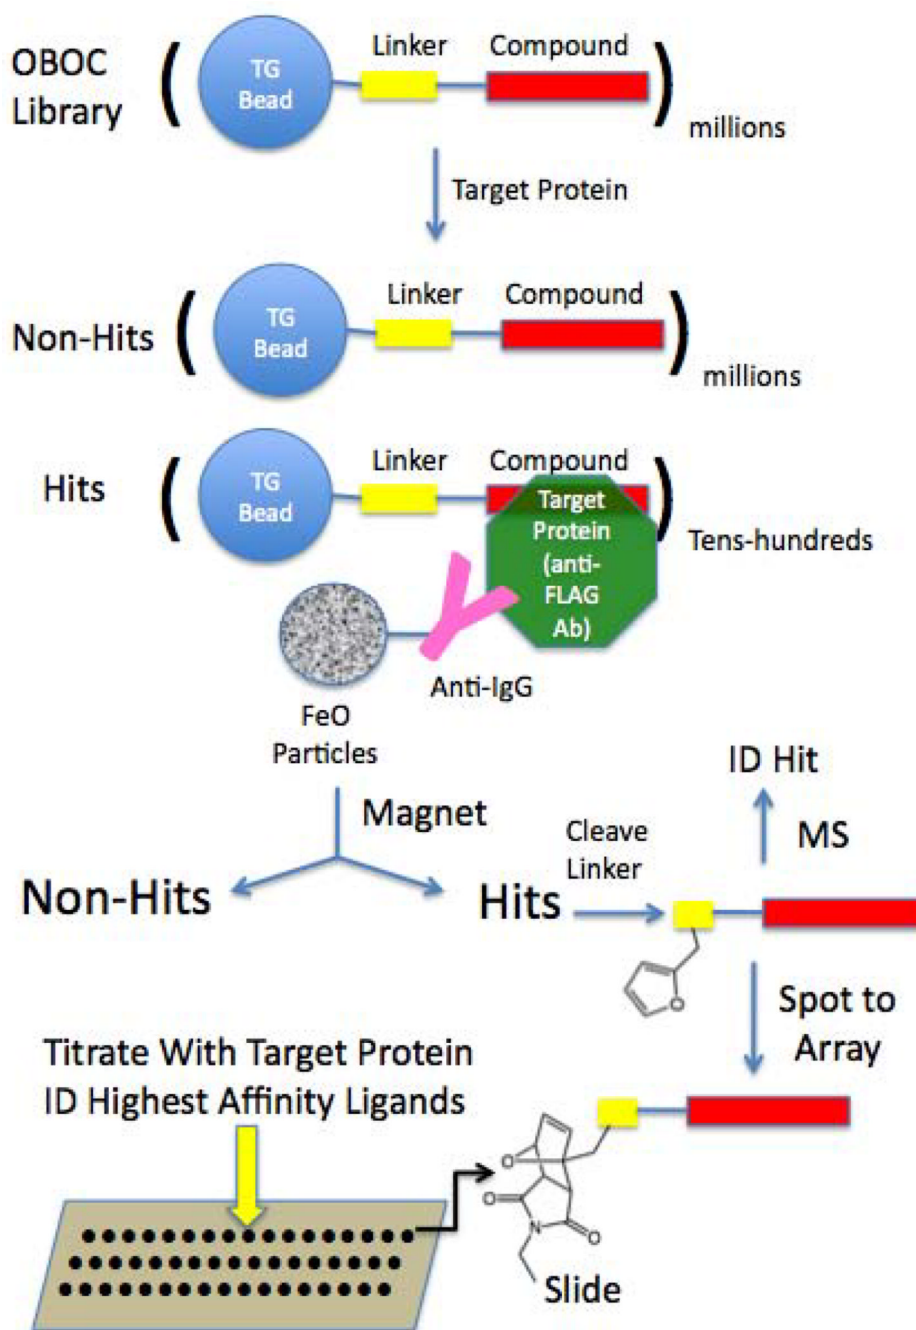 OBOC
Library
TG
Bead
Linker
Compound
millions
Target Protein
Non-Hits
TG
Bead
Linker
Compound
millions
Hits
TG
Bead
Linker
Compound
Target
Protein
(anti-
FLAG
Ab)
Tens-hundreds
Anti-IgG
FeO
Particles
Magnet
Non-Hits
Hits
Cleave
Linker
ID Hit
MS
O
Spot to
Array
Titrate With Target Protein
ID Highest Affinity Ligands
O
O
N
O
Slide